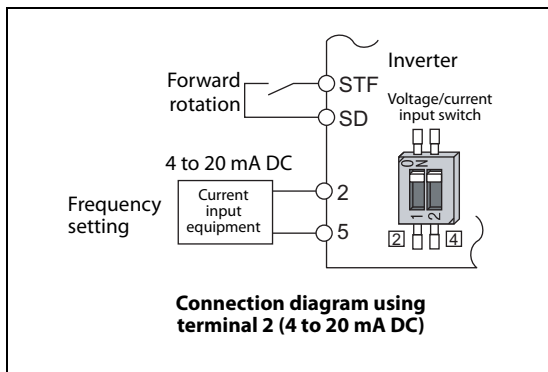 Inverter
Forward
rotation
STF
SD
Voltage/current
input switch
4 to 20 mA DC
Frequency
setting
Current
input
equipment
2
5
ON
1 2
2
4
Connection diagram using
terminal 2 (4 to 20 mA DC)